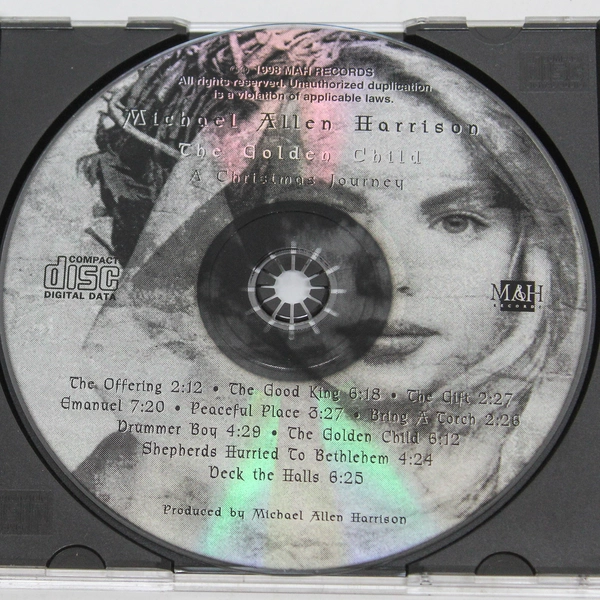 ℗© 1998 MAH RECORDS
All rights reserved. Unauthorized duplication
is a violation of applicable laws.
Michael Allen Harrison
The Golden Child
A Christmas Journey
COMPACT
disc
DIGITAL DATA
MAH
RECORDS
The Offering 2:12 • The Good King 6:18 • The Gift 2:27
Emanuel 7:20 • Peaceful Place 3:27 • Bring A Torch 2:26
Drummer Boy 4:29 • The Golden Child 6:12
Shepherds Hurried To Bethlehem 4:24
Deck the Halls 6:25
Produced by Michael Allen Harrison